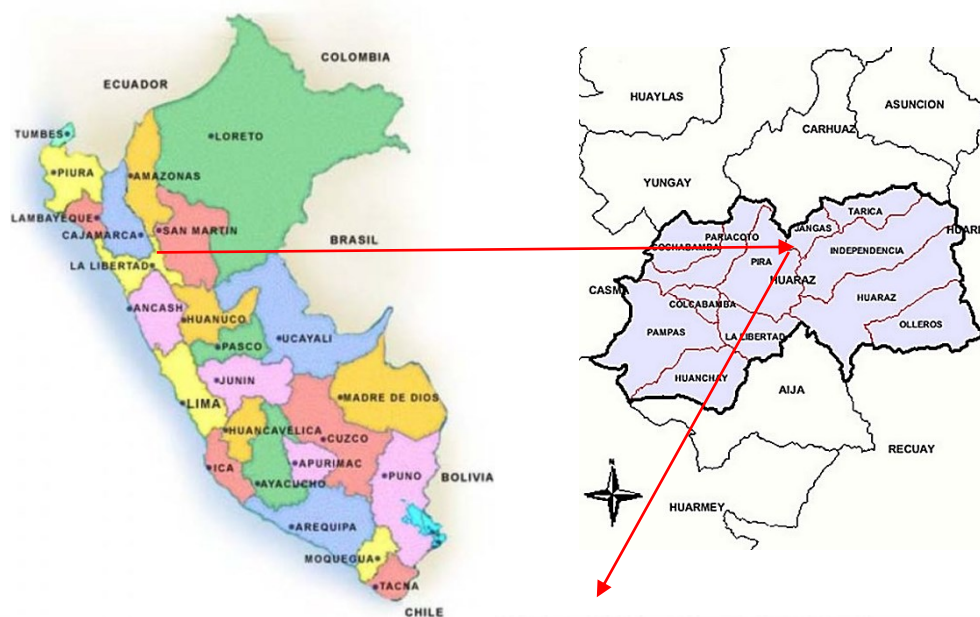 COLOMBIA
ECUADOR
TUMBES
LORETO
PIURA
AMAZONAS
LAMBAYEQUE
CAJAMARCA
SAN MARTIN
BRASIL
LA LIBERTAD
ANCASH
HUANUCO
UCAYALI
PASCO
JUNIN
LIMA
MADRE DE DIOS
HUANCAVELICA
CUZCO
ICA
APURIMAC
PUNO
BOLIVIA
AYACUCHO
AREQUIPA
MOQUEGUA
TACNA
CHILE
HUAYLAS
ASUNCION
CARHUAZ
YUNGAY
TARICA
JANGAS
HUARI
PARIACOTO
COCHABAMBA
INDEPENDENCIA
PIRA
HUARAZ
CASMA
COLCABAMBA
HUARAZ
PAMPAS
LA LIBERTAD
OLLEROS
HUANCHAY
AIJA
RECUAY
N
HUARMEY